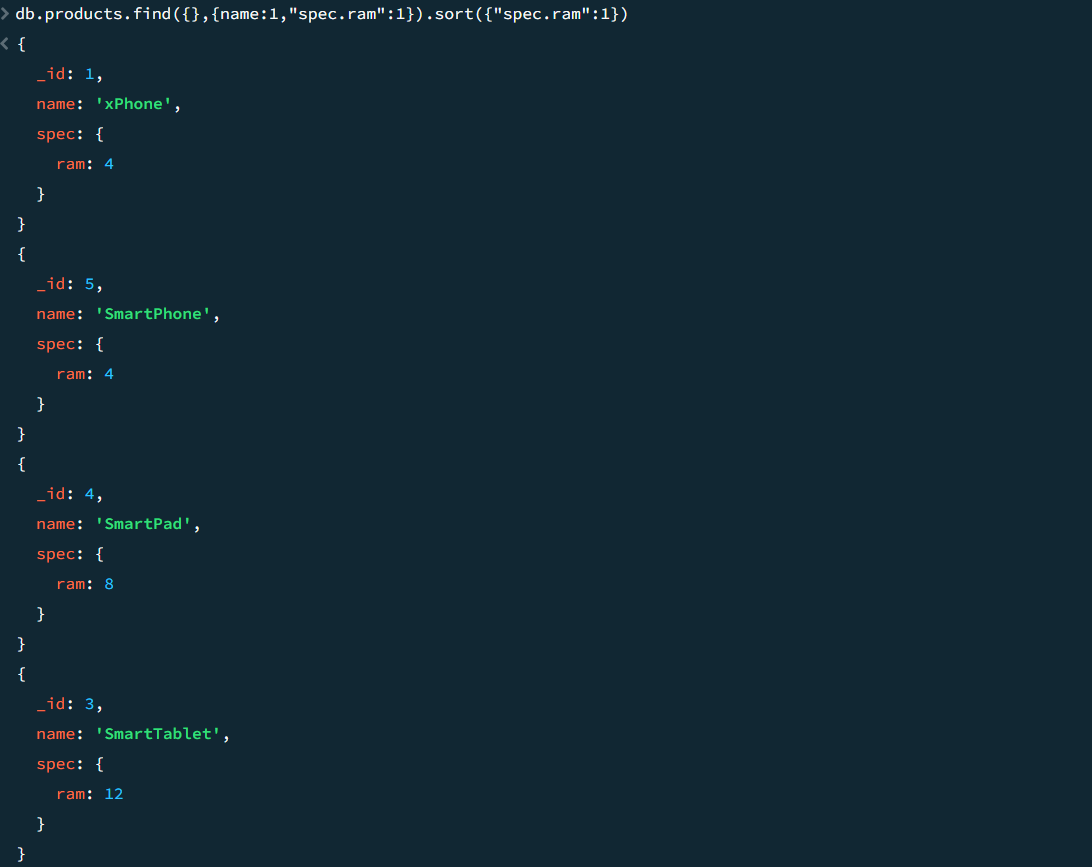 > db.products.find({},{name:1,"spec.ram":1}).sort({"spec.ram":1})
< {
    _id: 1,
    name: 'xPhone',
    spec: {
      ram: 4
    }
  }
  {
    _id: 5,
    name: 'SmartPhone',
    spec: {
      ram: 4
    }
  }
  {
    _id: 4,
    name: 'SmartPad',
    spec: {
      ram: 8
    }
  }
  {
    _id: 3,
    name: 'SmartTablet',
    spec: {
      ram: 12
    }
  }